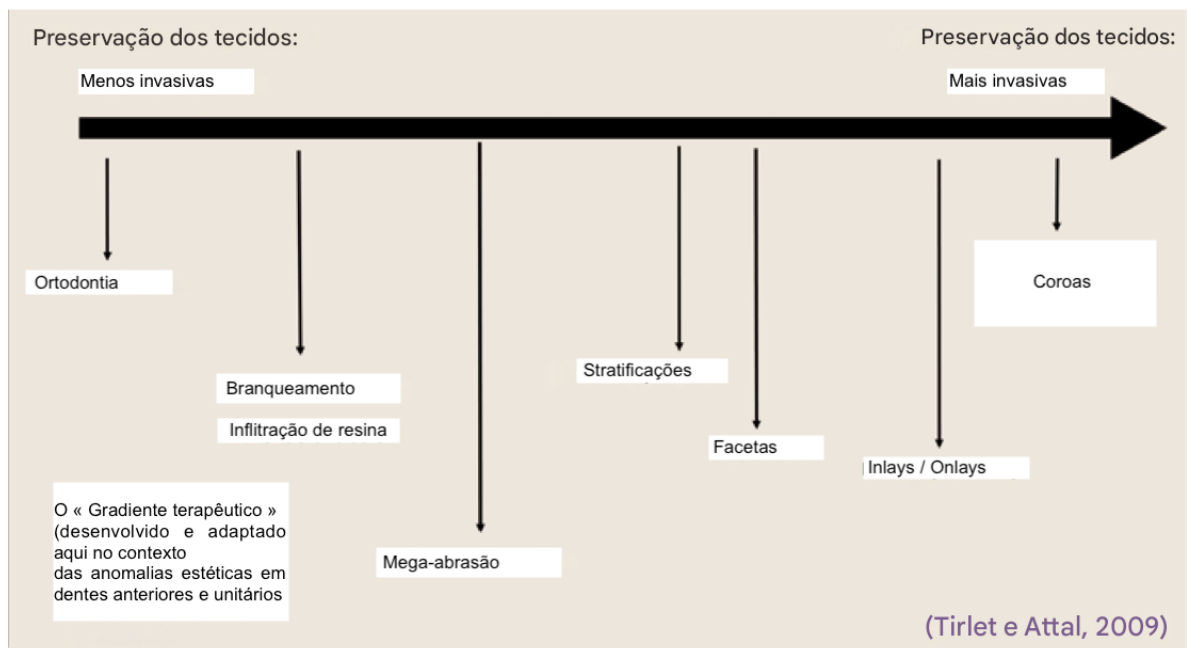 Preservação dos tecidos:
Preservação dos tecidos:
Menos invasivas
Mais invasivas
Ortodontia
Coroas
Branqueamento
Inflitração de resina
Stratificações
Facetas
Inlays / Onlays
Mega-abrasão
O « Gradiente terapêutico »
(desenvolvido e adaptado
aqui no contexto
das anomalias estéticas em
dentes anteriores e unitários
(Tirlet e Attal, 2009)